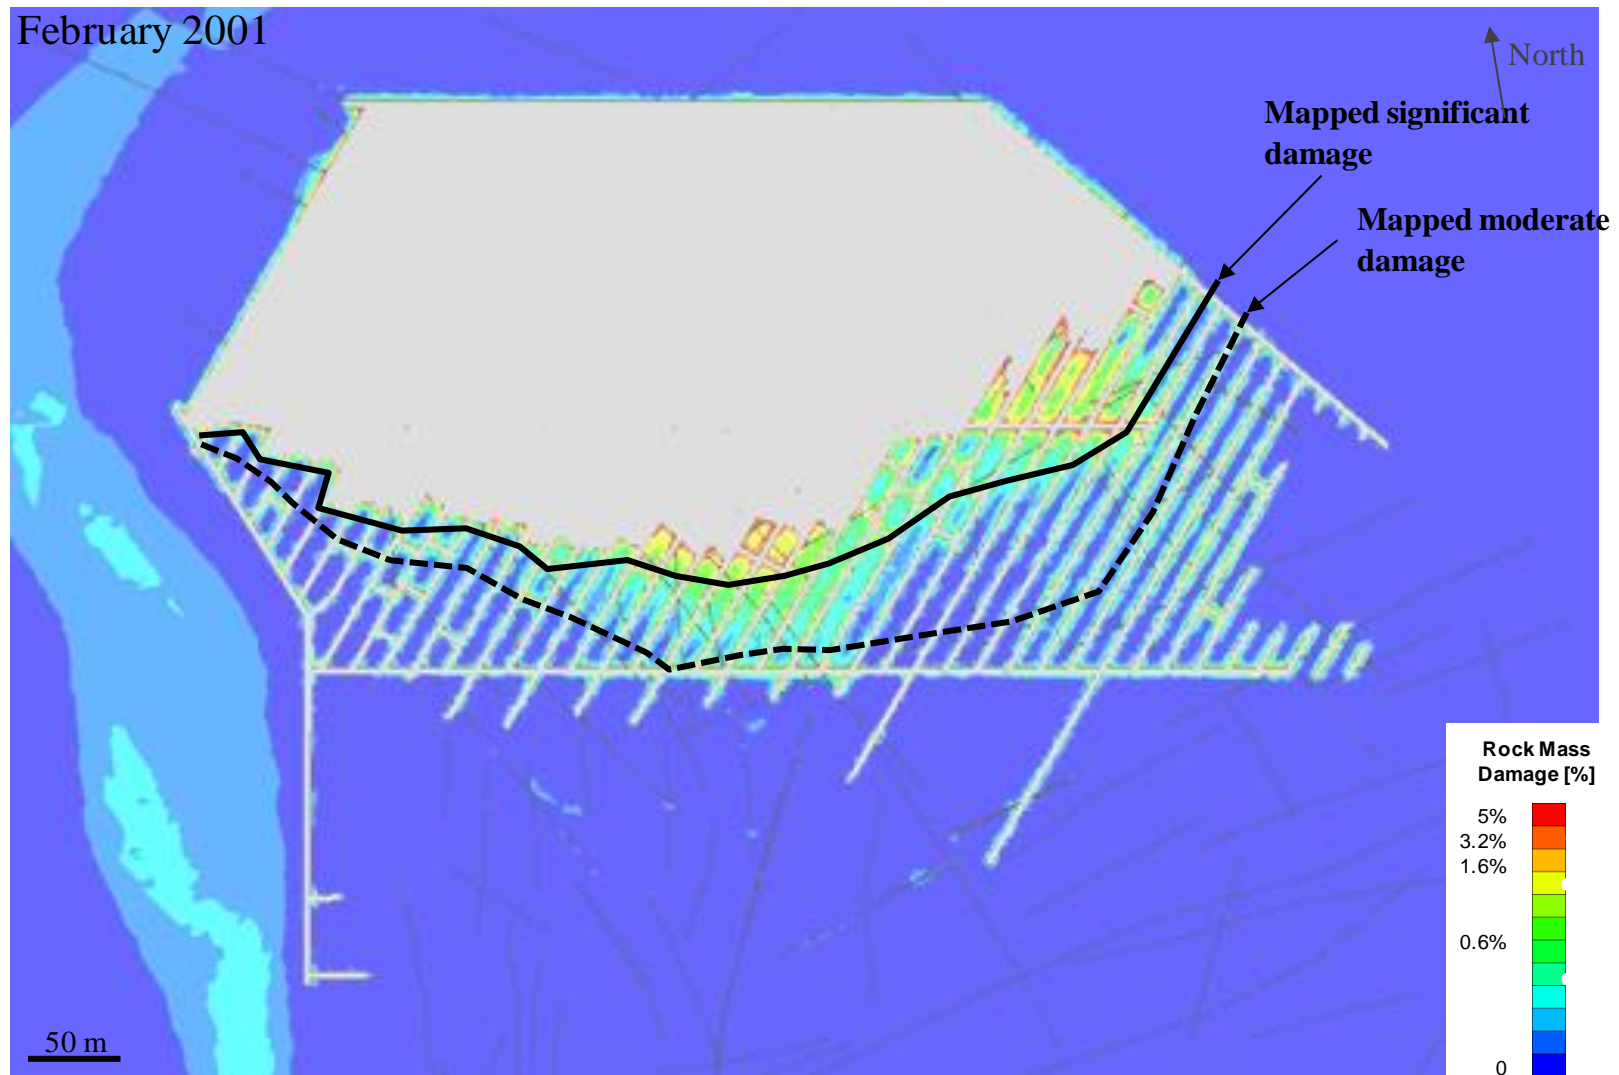 February 2001
North
Mapped significant
damage
Mapped moderate
damage
Rock Mass
Damage [%]
5%
3.2%
1.6%
0.6%
0
50 m